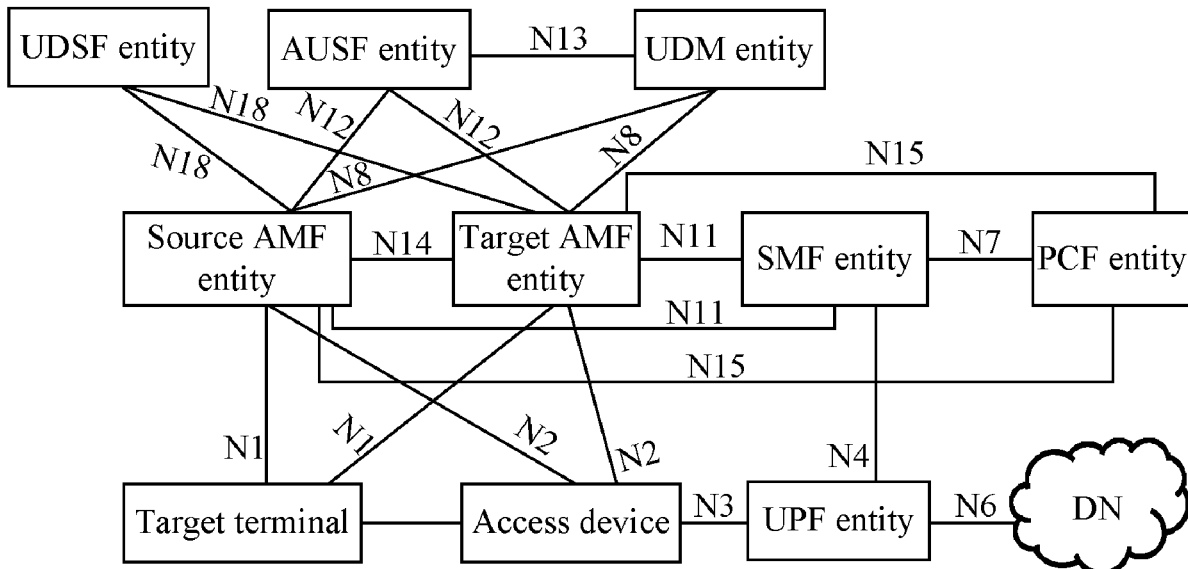 UDSF entity
AUSF entity
N13
UDM entity
N18
N12
N12
N8
N18
N8
N15
Source AMF
entity
N14
Target AMF
entity
N11
SMF entity
N7
PCF entity
N11
N15
N1
N1
N2
N2
N4
Target terminal
Access device
N3
UPF entity
N6
DN